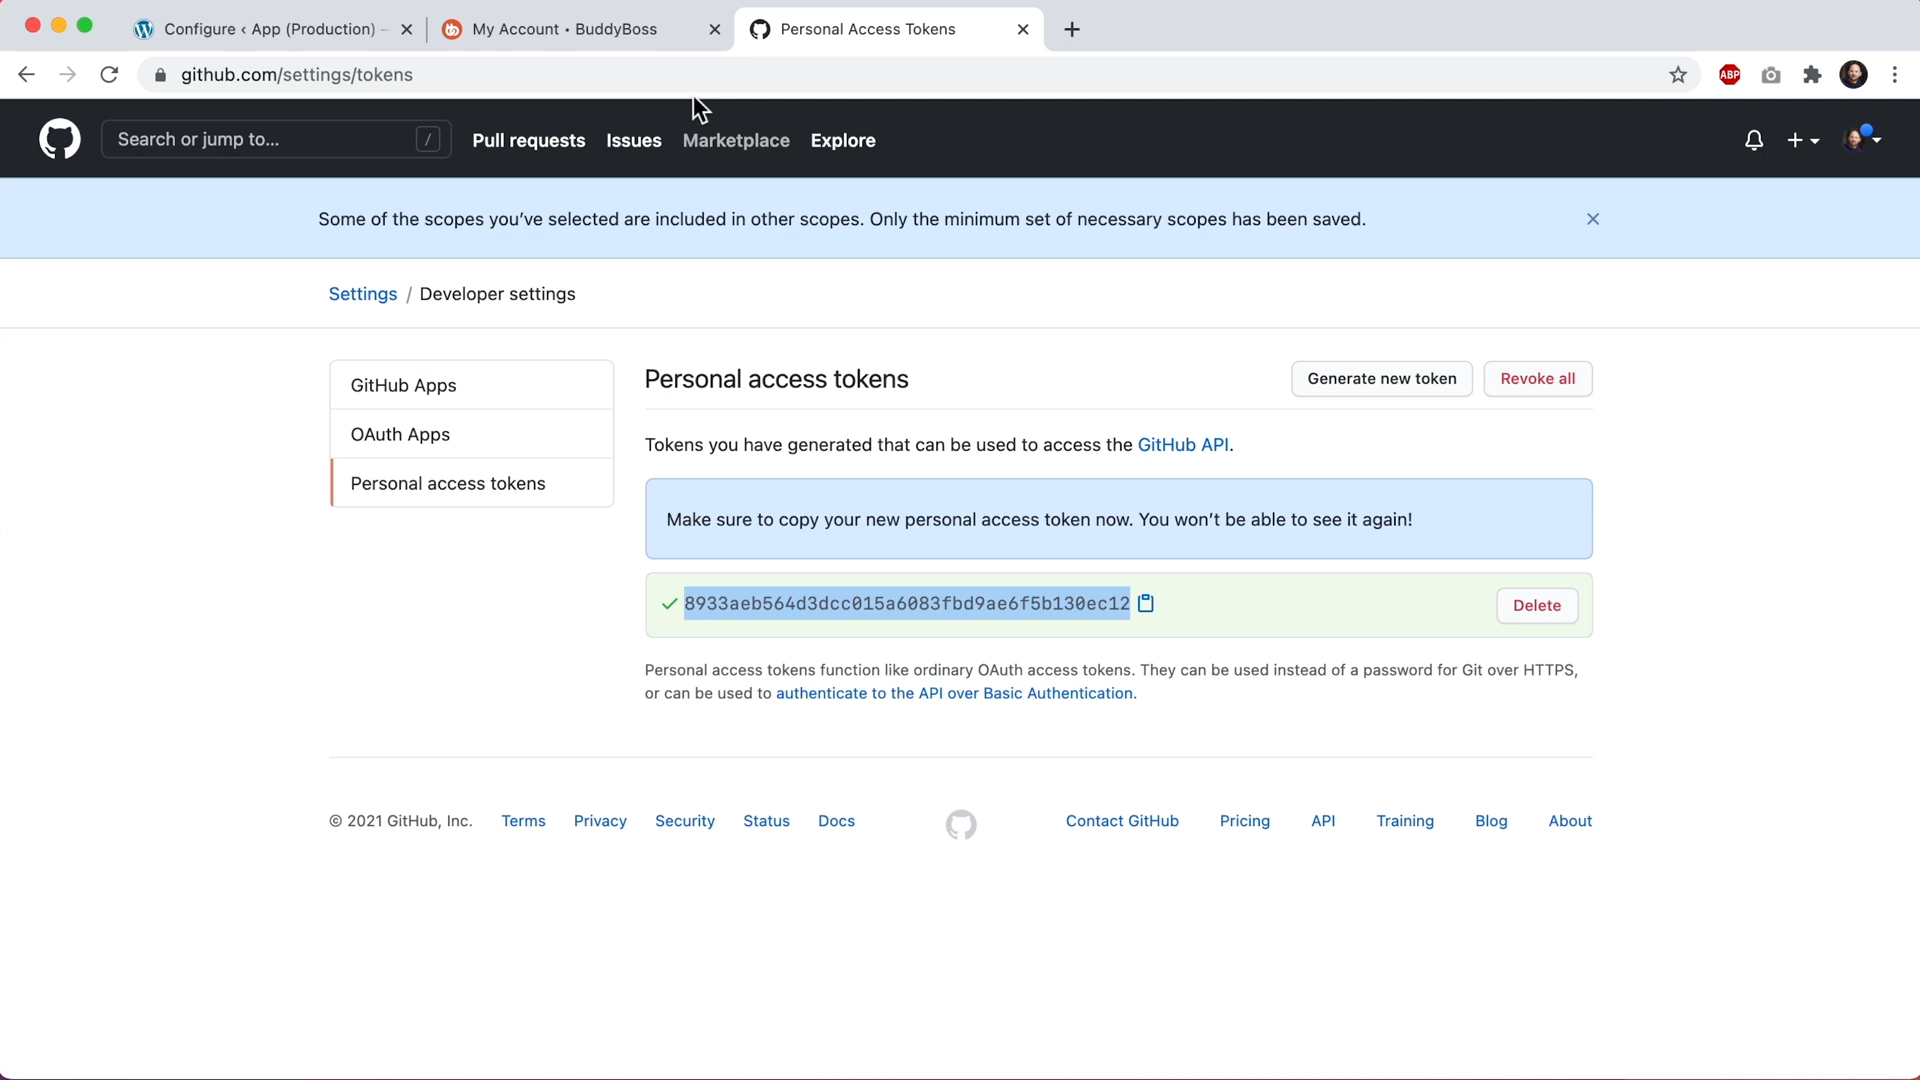 Configure ‹ App (Production) –
My Account • BuddyBoss
Personal Access Tokens
github.com/settings/tokens
ABP
Search or jump to...
/
Pull requests
Issues
Marketplace
Explore
Some of the scopes you’ve selected are included in other scopes. Only the minimum set of necessary scopes has been saved.
Settings / Developer settings
GitHub Apps
OAuth Apps
Personal access tokens
Personal access tokens
Generate new token
Revoke all
Tokens you have generated that can be used to access the GitHub API.
Make sure to copy your new personal access token now. You won’t be able to see it again!
8933aeb564d3dcc015a6083fbd9ae6f5b130ec12
Delete
Personal access tokens function like ordinary OAuth access tokens. They can be used instead of a password for Git over HTTPS,
or can be used to authenticate to the API over Basic Authentication.
© 2021 GitHub, Inc.
Terms
Privacy
Security
Status
Docs
Contact GitHub
Pricing
API
Training
Blog
About